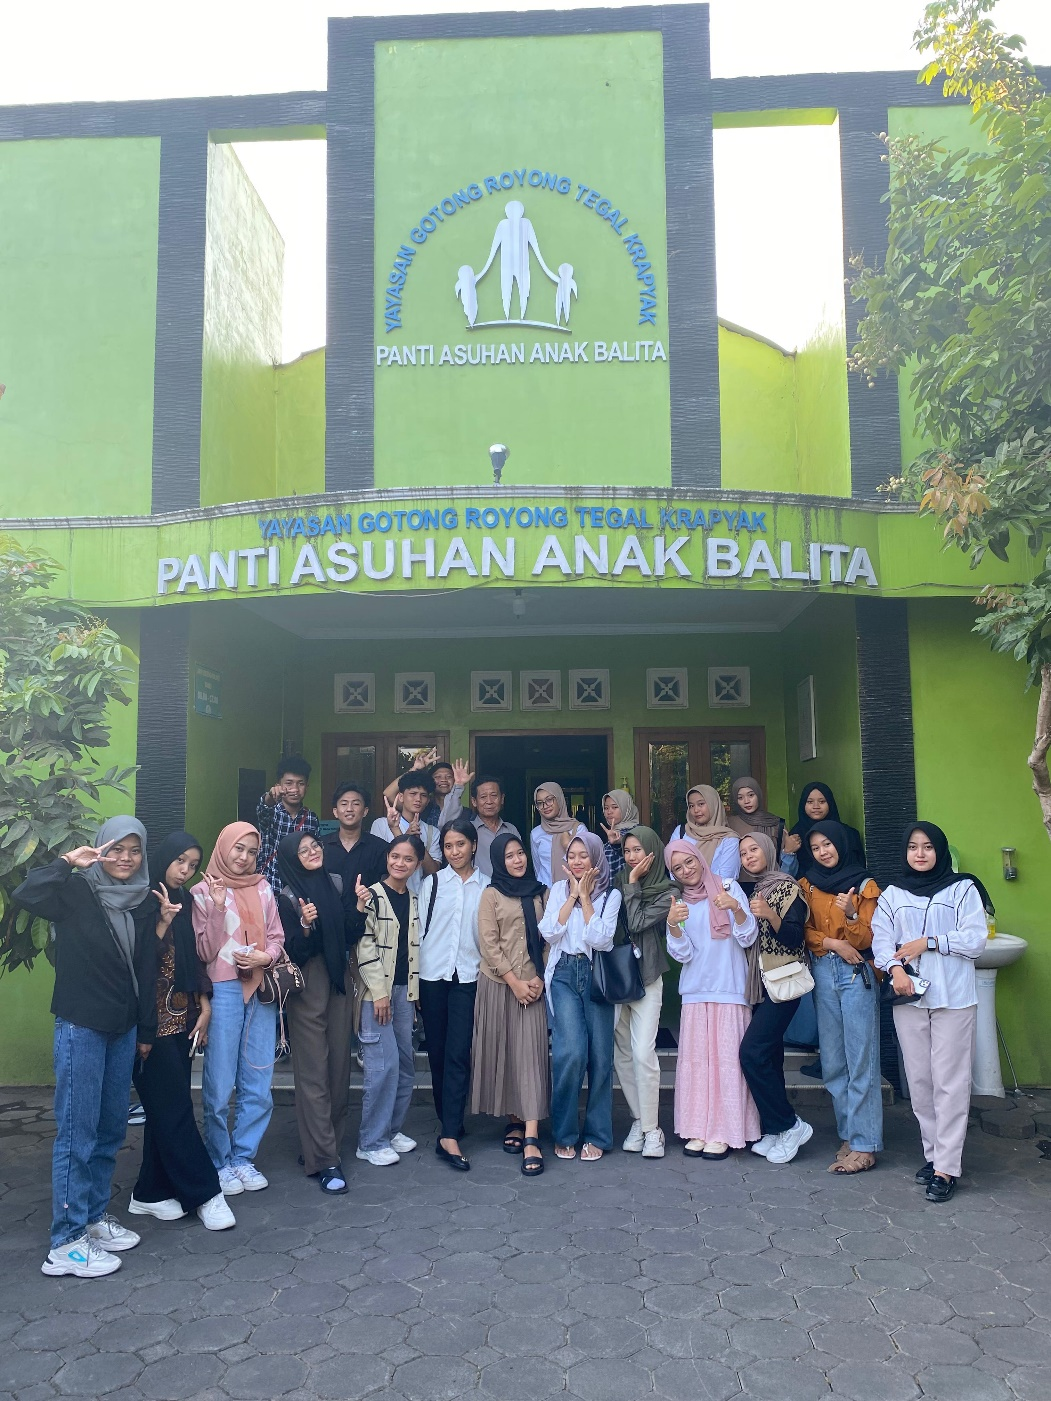 YAYASAN GOTONG ROYONG TEGAL KRAPYAK
PANTI ASUHAN ANAK BALITA
YAYASAN GOTONG ROYONG TEGAL KRAPYAK
PANTI ASUHAN ANAK BALITA